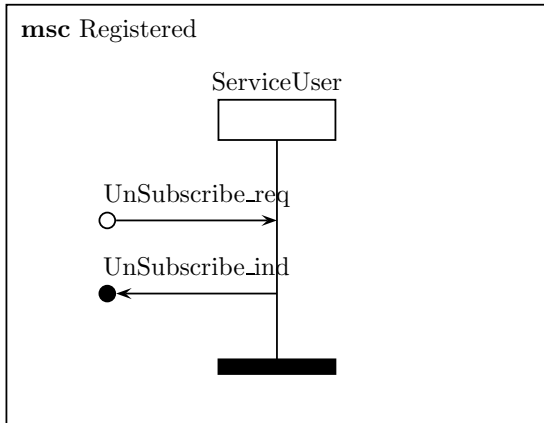 msc Registered
ServiceUser
UnSubscribe_req
UnSubscribe_ind